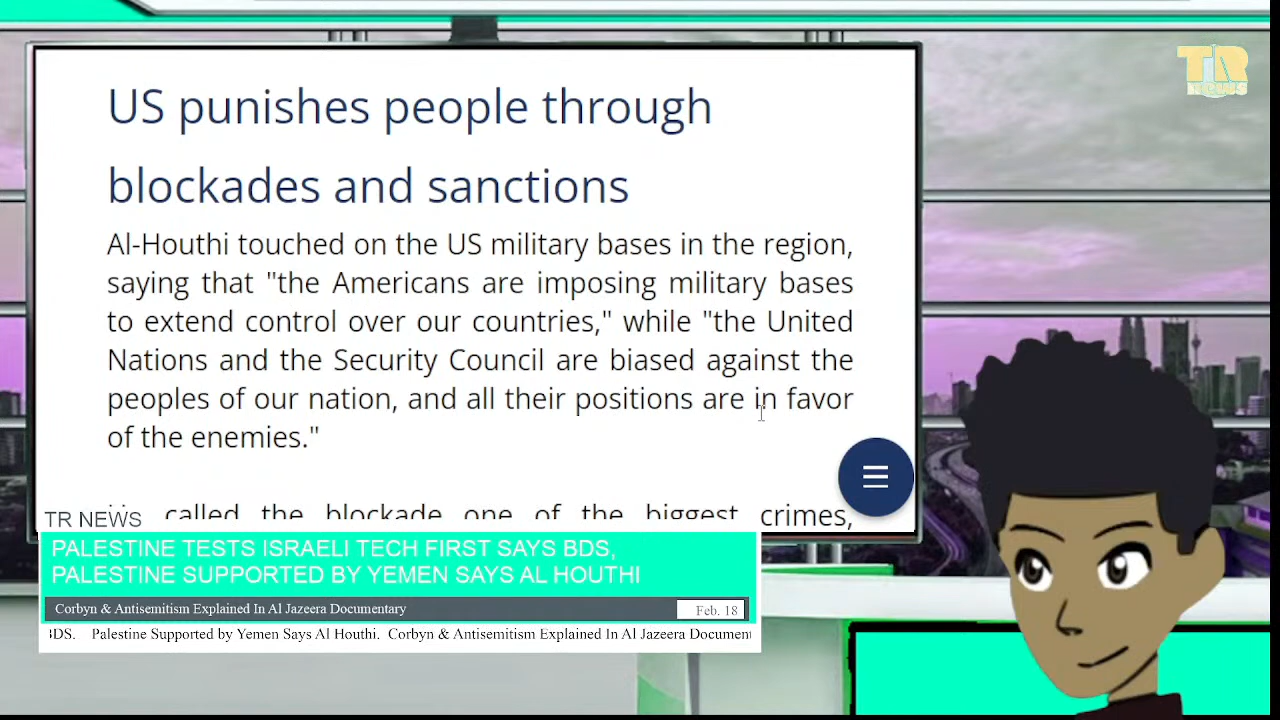 TR
NEWS
US punishes people through
blockades and sanctions
Al-Houthi touched on the US military bases in the region,
saying that "the Americans are imposing military bases
to extend control over our countries," while "the United
Nations and the Security Council are biased against the
peoples of our nation, and all their positions are in favor
of the enemies."
called the blockade one of the biggest crimes,
TR NEWS
PALESTINE TESTS ISRAELI TECH FIRST SAYS BDS,
PALESTINE SUPPORTED BY YEMEN SAYS AL HOUTHI
Corbyn & Antisemitism Explained In Al Jazeera Documentary
Feb. 18
BDS. Palestine Supported by Yemen Says Al Houthi. Corbyn & Antisemitism Explained In Al Jazeera Documen